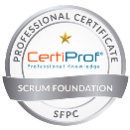 PROFESSIONAL CERTIFICATE
CertiProf®
Professional Knowledge
SCRUM FOUNDATION
SFPC